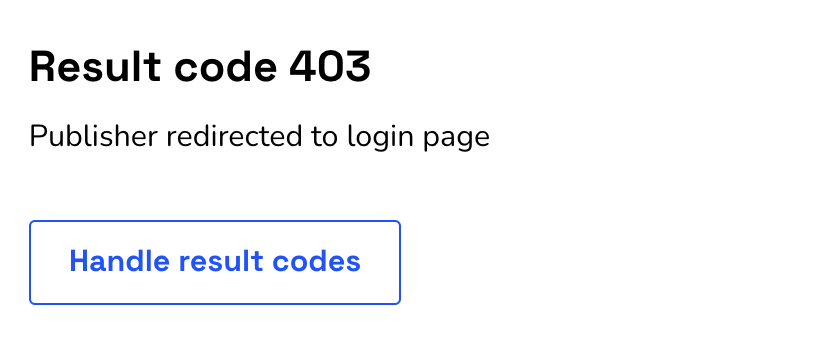 Result code 403
Publisher redirected to login page
Handle result codes